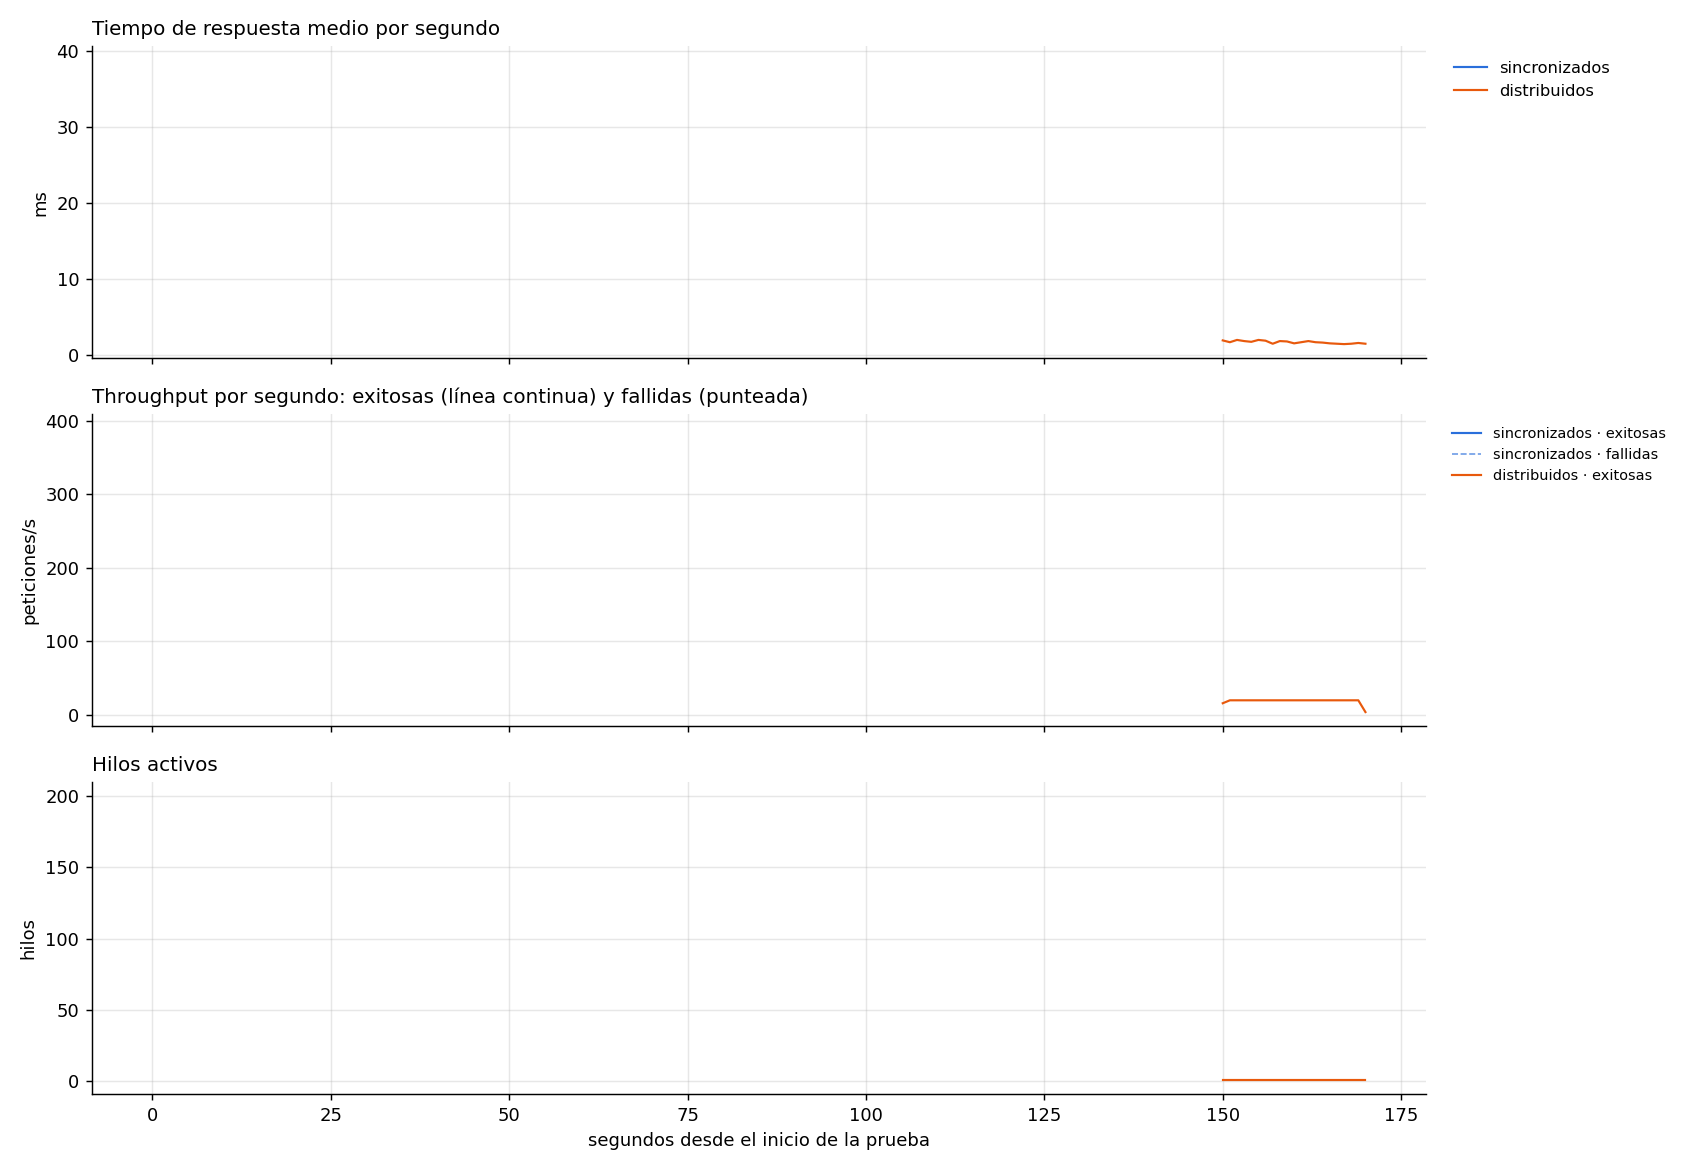 Tiempo de respuesta medio por segundo
40
30
20
10
0
ms
sincronizados
distribuidos
Throughput por segundo: exitosas (línea continua) y fallidas (punteada)
400
300
200
100
0
peticiones/s
sincronizados · exitosas
sincronizados · fallidas
distribuidos · exitosas
Hilos activos
200
150
100
50
0
hilos
0 25 50 75 100 125 150 175
segundos desde el inicio de la prueba